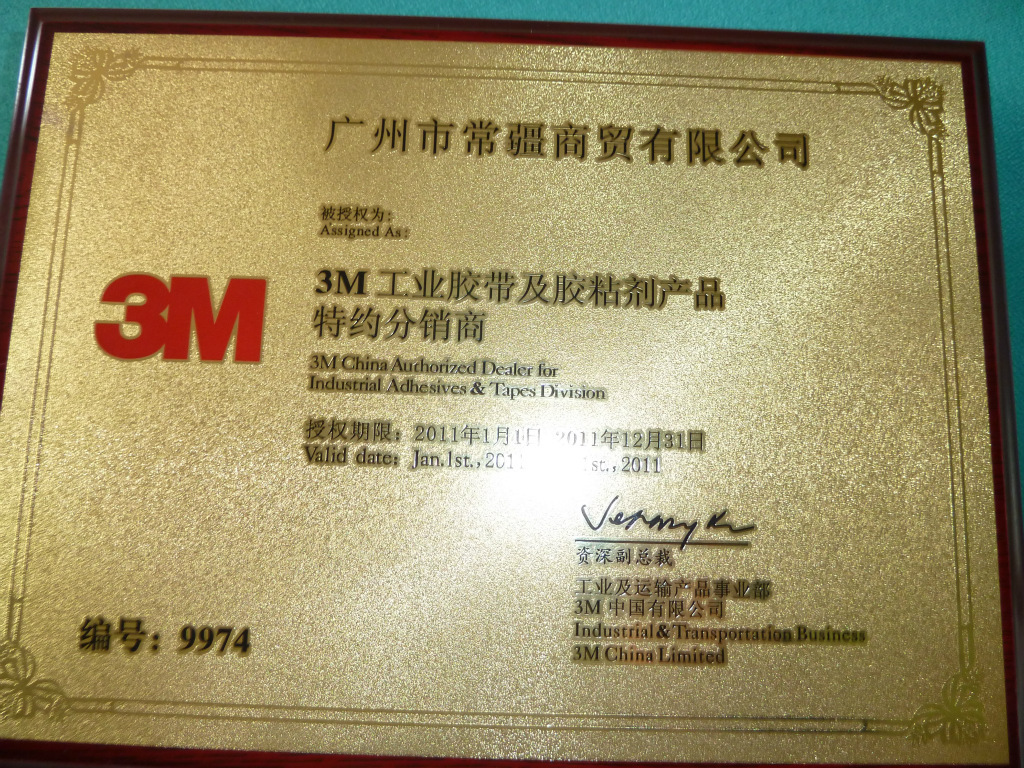 广州市常疆商贸有限公司
被授权为:
Assigned As:
3M
3M 工业胶带及胶粘剂产品
特约分销商
3M China Authorized Dealer for
Industrial Adhesives & Tapes Division
授权期限: 2011年1月1日 2011年12月31日
Valid date: Jan.1st.,2011 1st.,2011
资深副总裁
工业及运输产品事业部
3M 中国有限公司
Industrial & Transportation Business
3M China Limited
编号: 9974